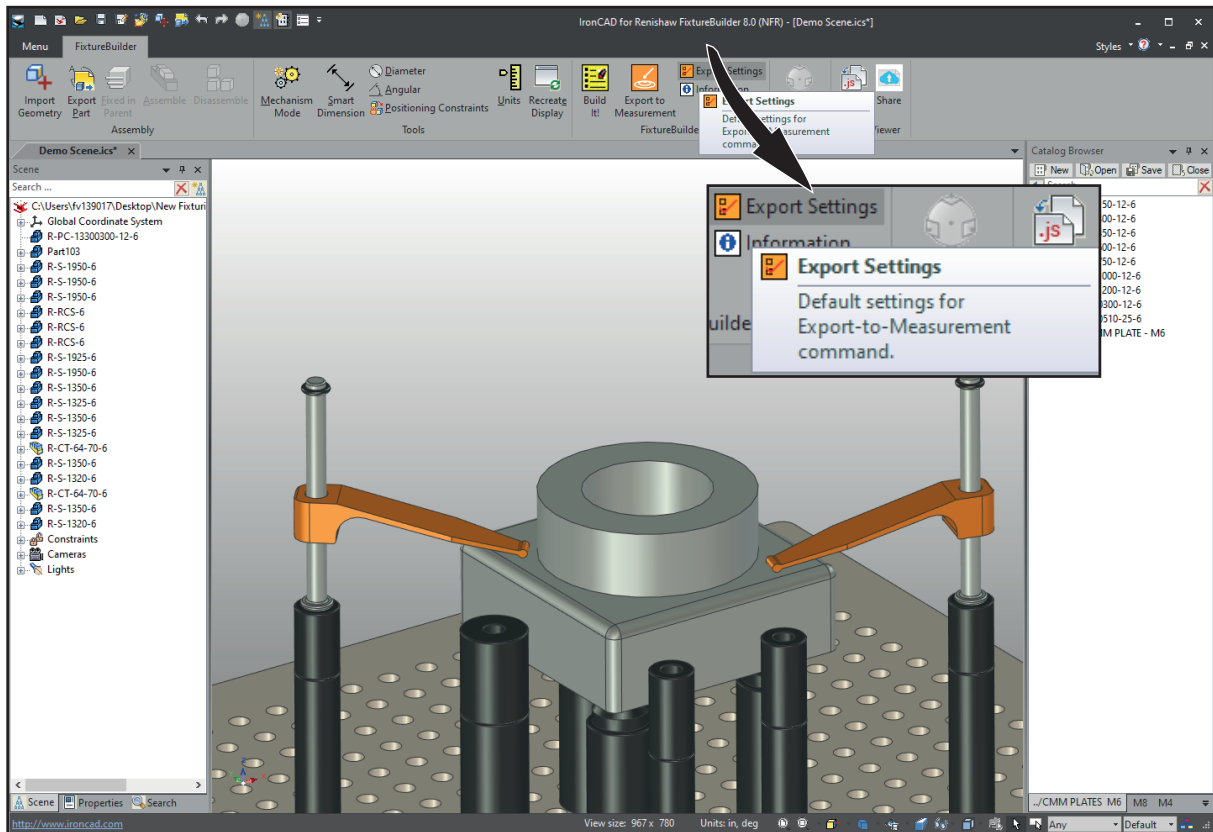 IronCAD for Renishaw FixtureBuilder 8.0 (NFR) - [Demo Scene.ics*]
Menu
FixtureBuilder
Styles
Import Geometry
Export Part
Fixed in Parent
Assemble
Disassemble
Assembly
Mechanism Mode
Smart Dimension
Diameter
Angular
Positioning Constraints
Units
Recreate Display
Tools
Build It!
Export to Measurement
Export Settings
Information
.js
Share
Export Settings
Default settings for
command
Demo Scene.ics*
Scene
Search ...
C:\Users\fv139017\Desktop\New Fixturi
Global Coordinate System
R-PC-13300300-12-6
Part103
R-S-1950-6
R-S-1950-6
R-S-1950-6
R-RCS-6
R-RCS-6
R-RCS-6
R-S-1925-6
R-S-1950-6
R-S-1350-6
R-S-1325-6
R-S-1350-6
R-S-1325-6
R-CT-64-70-6
R-S-1350-6
R-S-1320-6
R-CT-64-70-6
R-S-1350-6
R-S-1320-6
Constraints
Cameras
Lights
Export Settings
Information
.js
Export Settings
Default settings for
Export-to-Measurement
command.
Catalog Browser
New
Open
Save
Close
PLATE - M6
Scene
Properties
Search
../CMM PLATES M6
M8
M4
http://www.ironcad.com
View size: 967 x 780
Units: in, deg
Any
Default